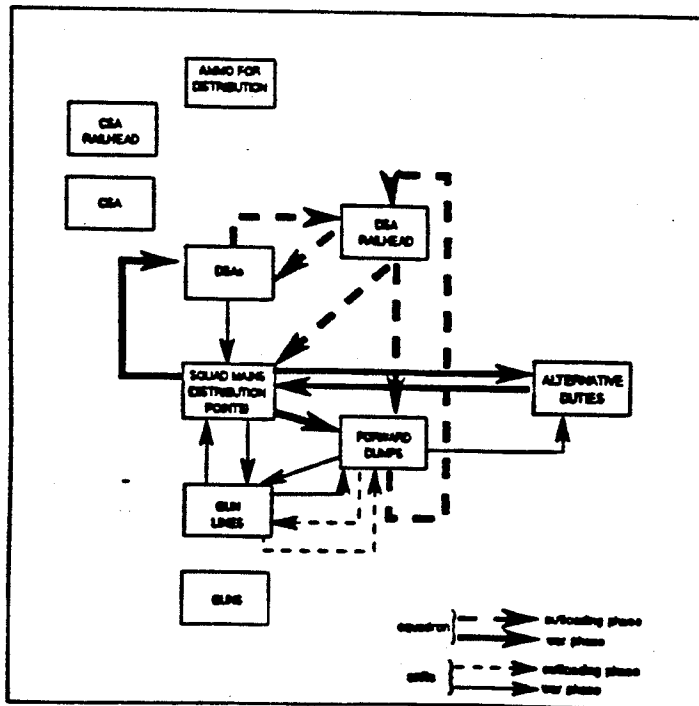 AMMO FOR
DISTRIBUTION
CSA
RAILHEAD
CSA
DSA
RAILHEAD
DSAs
SQUAD MAINS
(DISTRIBUTION
POINTS)
ALTERNATIVE
DUTIES
FORWARD
DUMPS
GUN
LINES
GUNS
squadron
outloading phase
war phase
outloading phase
war phase